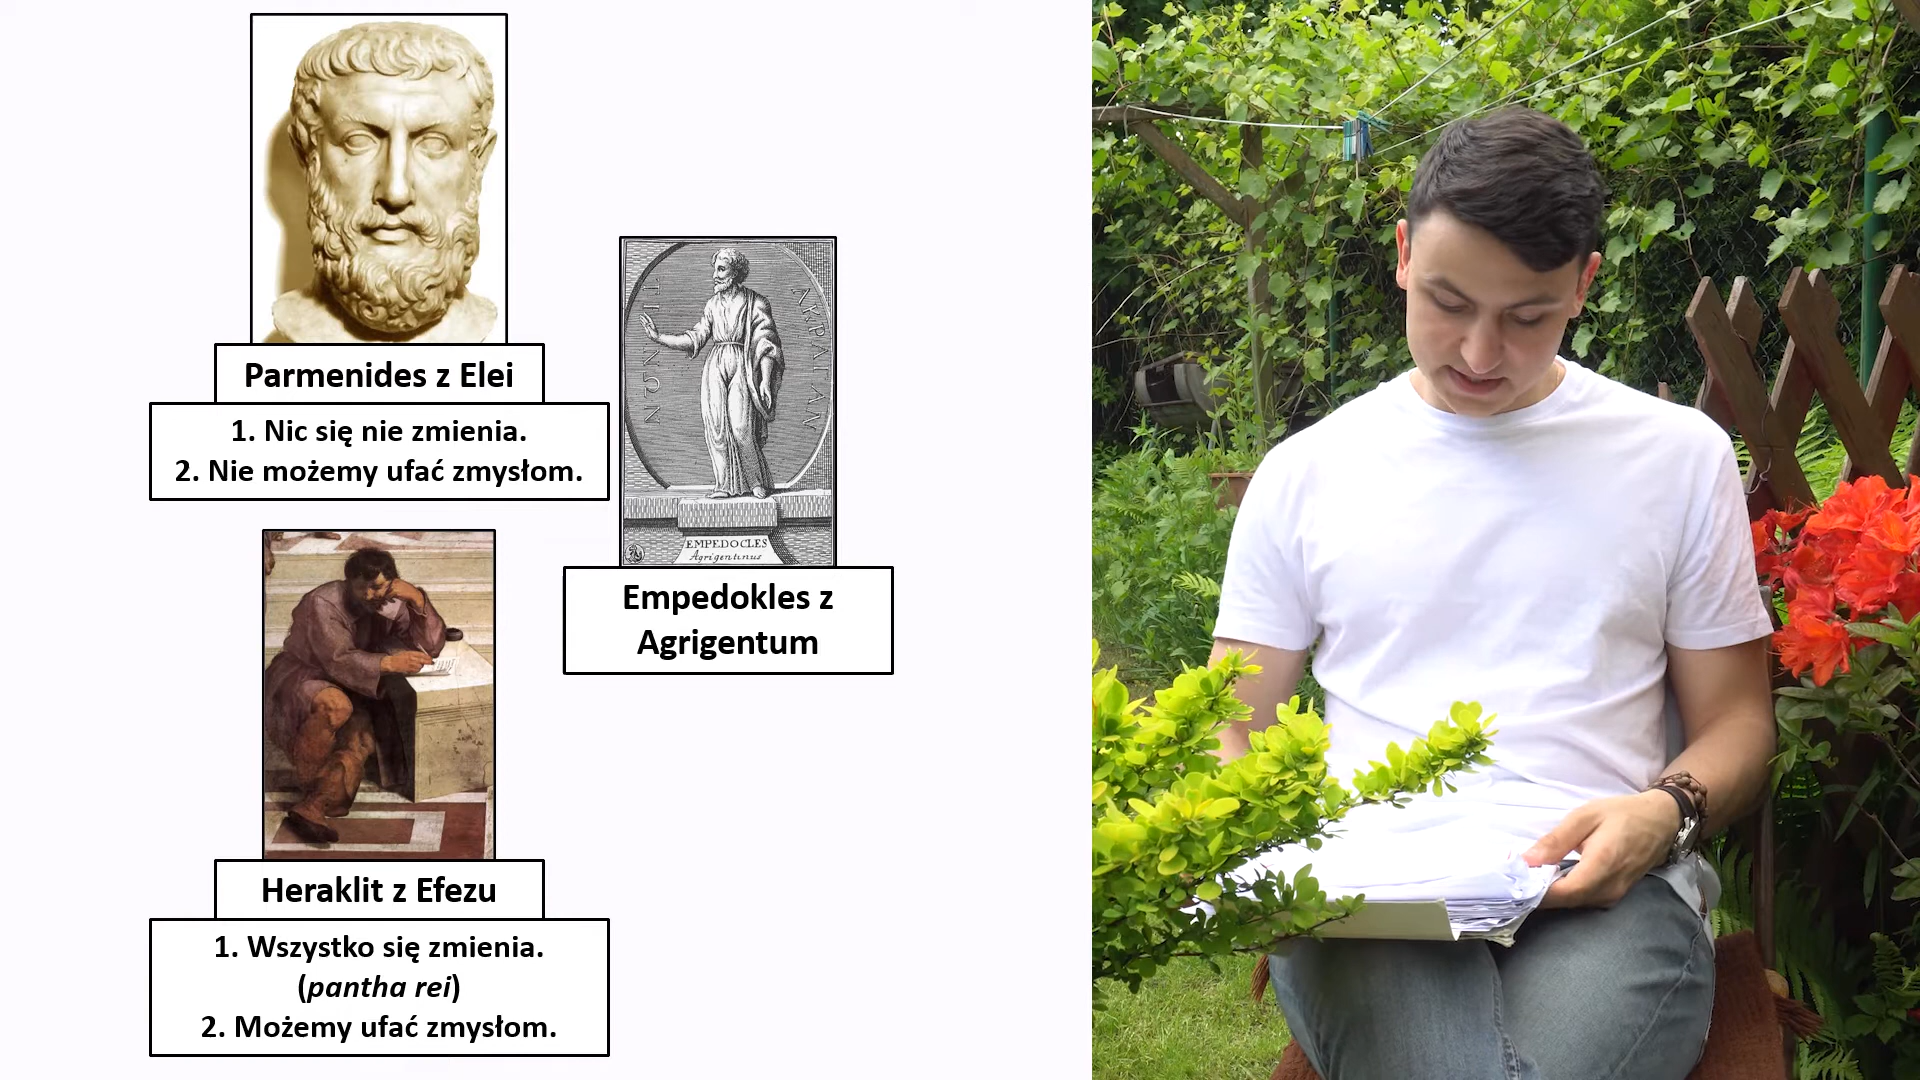 Parmenides z Elei
1. Nic się nie zmienia.
2. Nie możemy ufać zmysłom.
ΝΩΝΙΤ
ΑΚΡΑΓΑΝ
EMPEDOCLES
Agrigentinus
Empedokles z
Agrigentum
Heraklit z Efezu
1. Wszystko się zmienia.
(pantha rei)
2. Możemy ufać zmysłom.